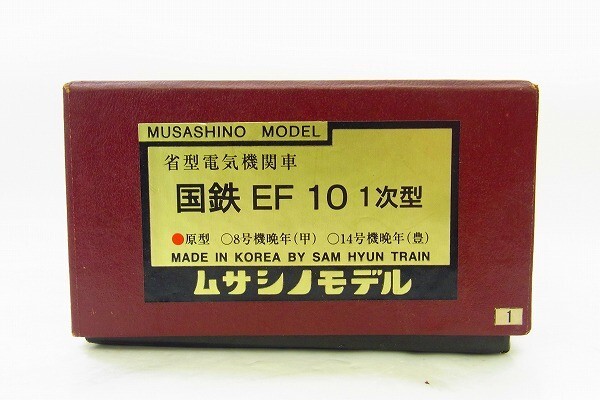 MUSASHINO MODEL
省型電気機関車
国鉄 EF 10 1次型
●原型 ○8号機晩年(甲) ○14号機晩年(豊)
MADE IN KOREA BY SAM HYUN TRAIN
ムサシノモデル
1